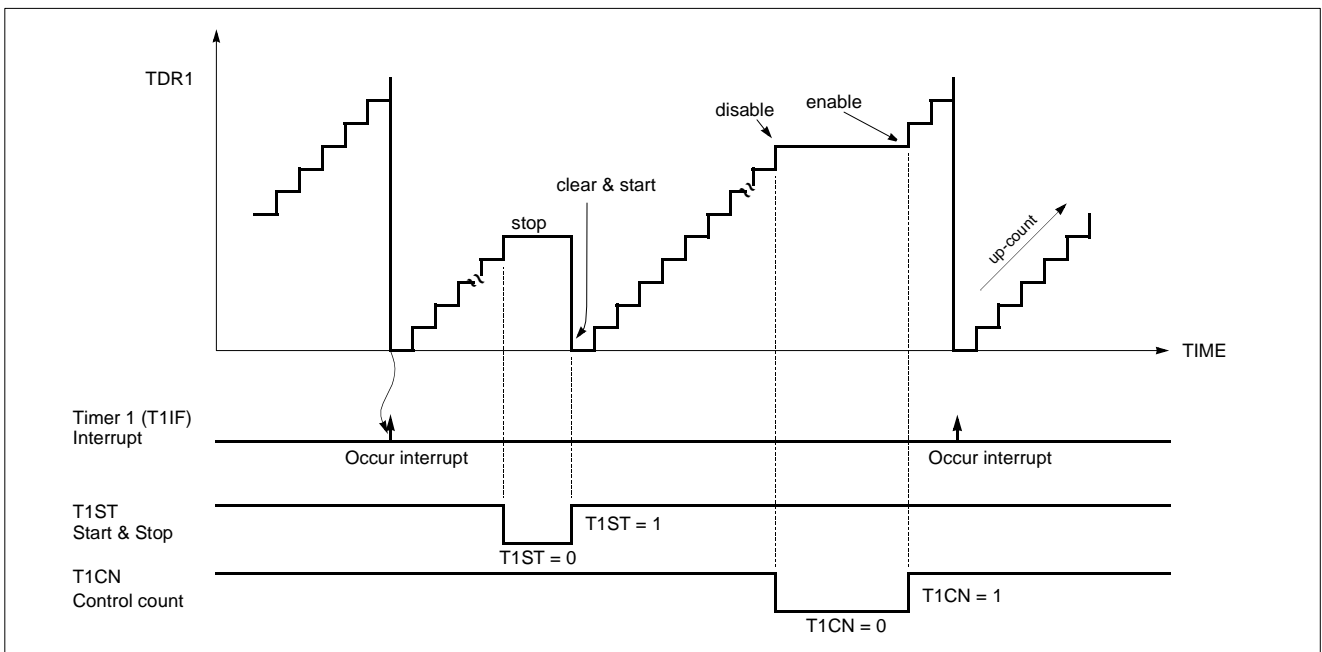 TDR1
disable
enable
clear & start
stop
up-count
TIME
Timer 1 (T1IF)
Interrupt
Occur interrupt
Occur interrupt
T1ST
Start & Stop
T1ST = 1
T1ST = 0
T1CN
Control count
T1CN = 1
T1CN = 0